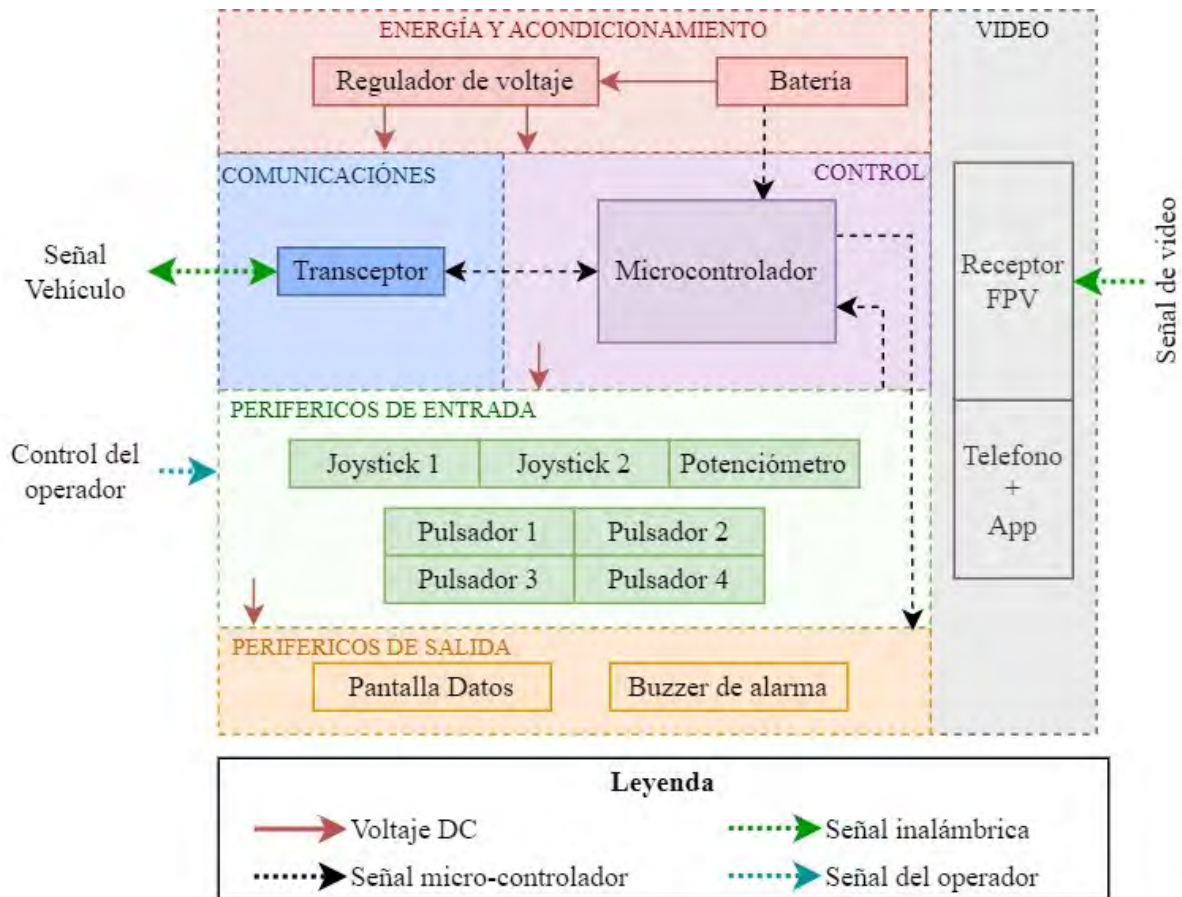 ENERGÍA Y ACONDICIONAMIENTO
VIDEO
Regulador de voltaje
Batería
COMUNICACIÓNES
CONTROL
Señal
Vehículo
Transceptor
Microcontrolador
Receptor
FPV
Señal de video
PERIFERICOS DE ENTRADA
Control del
operador
Joystick 1
Joystick 2
Potenciómetro
Telefono
+
App
Pulsador 1
Pulsador 2
Pulsador 3
Pulsador 4
PERIFERICOS DE SALIDA
Pantalla Datos
Buzzer de alarma
Leyenda
Voltaje DC
Señal inalámbrica
Señal micro-controlador
Señal del operador